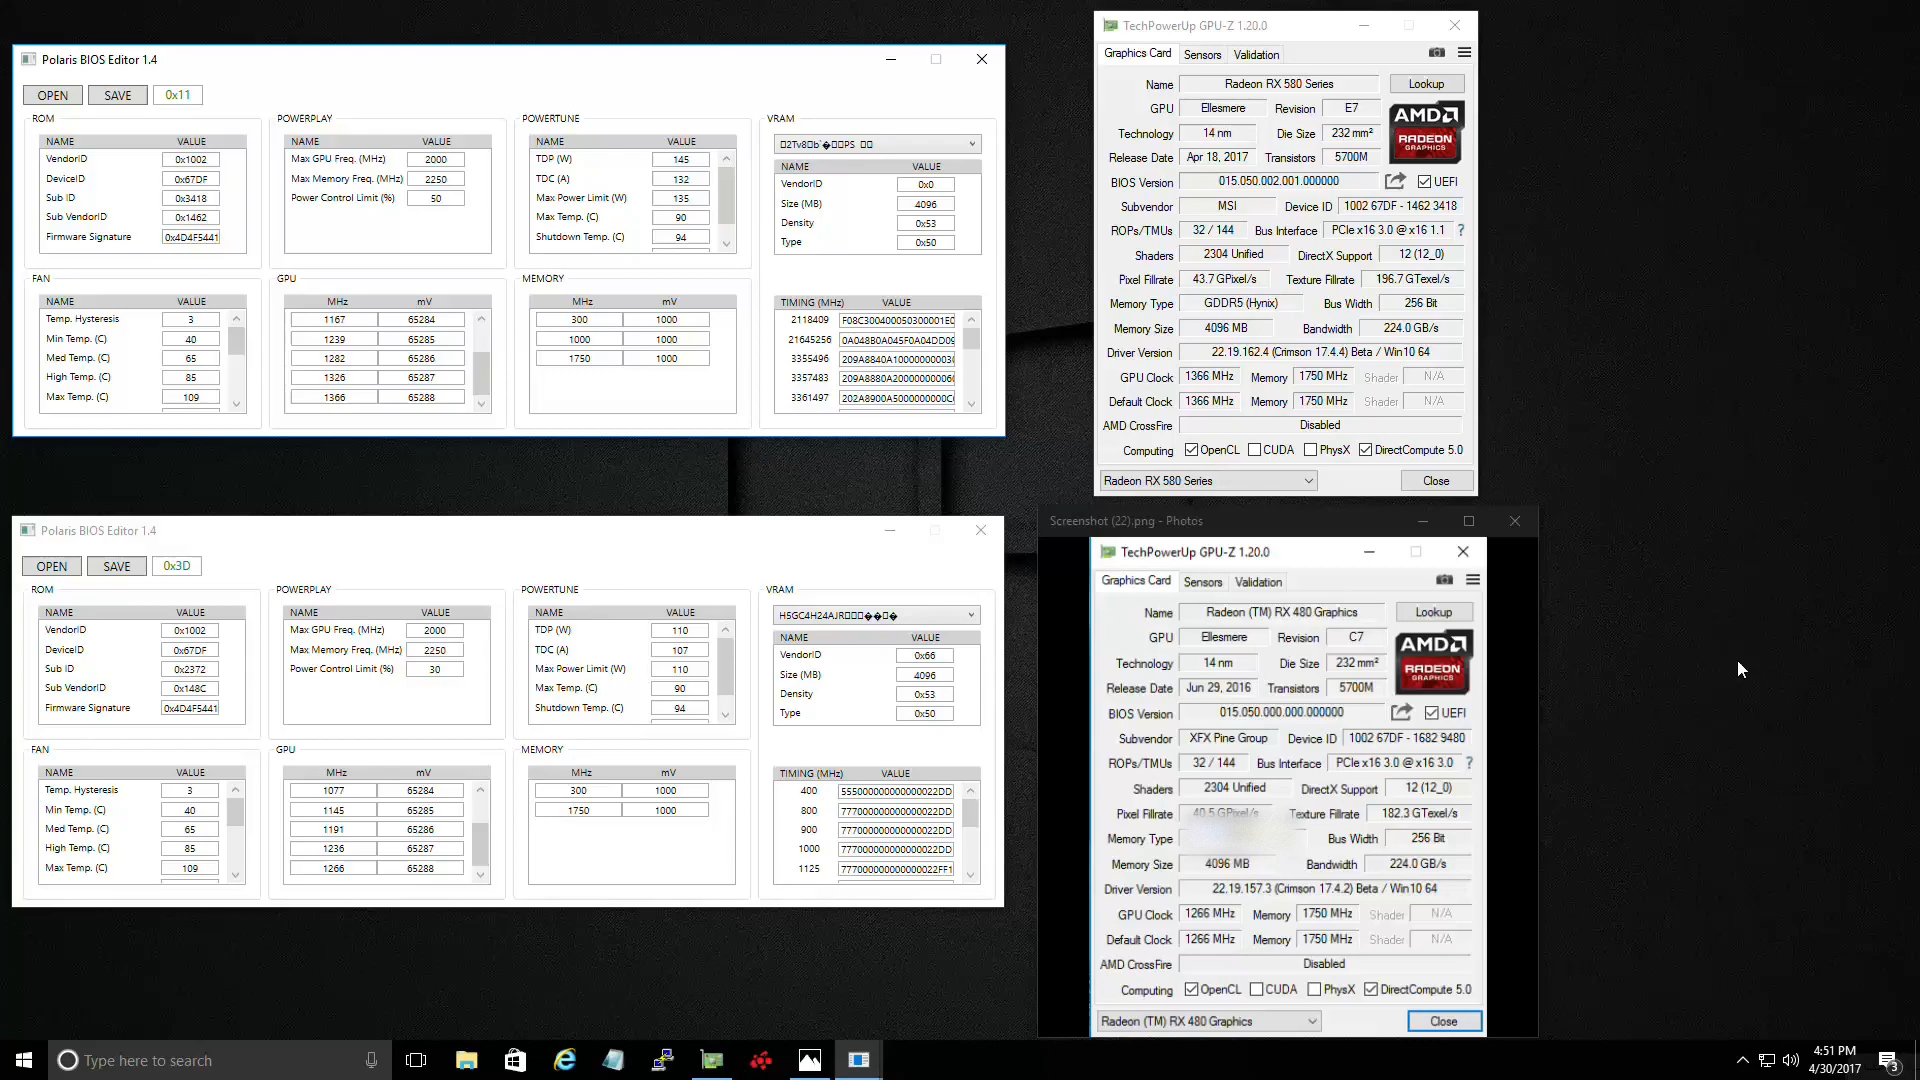 Polaris BIOS Editor 1.4
OPEN SAVE 0x11
ROM
NAME VALUE
VendorID 0x1002
DeviceID 0x67DF
Sub ID 0x3418
Sub VendorID 0x1462
Firmware Signature 0x4D4F5441
POWERPLAY
NAME VALUE
Max GPU Freq. (MHz) 2000
Max Memory Freq. (MHz) 2250
Power Control Limit (%) 50
POWERTUNE
NAME VALUE
TDP (W) 145
TDC (A) 132
Max Power Limit (W) 135
Max Temp. (C) 90
Shutdown Temp. (C) 94
VRAM
NAME VALUE
VendorID 0x0
Size (MB) 4096
Density 0x53
Type 0x50
FAN
NAME VALUE
Temp. Hysteresis 3
Min Temp. (C) 40
Med Temp. (C) 65
High Temp. (C) 85
Max Temp. (C) 109
GPU
MHz mV
1167 65284
1239 65285
1282 65286
1326 65287
1366 65288
MEMORY
MHz mV
300 1000
1000 1000
1750 1000
TIMING (MHz) VALUE
2118409 F08C300400050300001E0
21645256 0A048B0A045F0A04DD09
3355496 209A8840A10000000003
3357483 209A8880A2000000006
3361497 202A8900A5000000000C
TechPowerUp GPU-Z 1.20.0
Graphics Card Sensors Validation
Name Radeon RX 580 Series Lookup
GPU Ellesmere Revision E7
Technology 14 nm Die Size 232 mm²
Release Date Apr 18, 2017 Transistors 5700M
BIOS Version 015.050.002.001.000000 UEFI
Subvendor MSI Device ID 1002 67DF - 1462 3418
ROPs/TMUs 32 / 144 Bus Interface PCIe x16 3.0 @ x16 1.1 ?
Shaders 2304 Unified DirectX Support 12 (12_0)
Pixel Fillrate 43.7 GPixel/s Texture Fillrate 196.7 GTexel/s
Memory Type GDDR5 (Hynix) Bus Width 256 Bit
Memory Size 4096 MB Bandwidth 224.0 GB/s
Driver Version 22.19.162.4 (Crimson 17.4.4) Beta / Win10 64
GPU Clock 1366 MHz Memory 1750 MHz Shader N/A
Default Clock 1366 MHz Memory 1750 MHz Shader N/A
AMD CrossFire Disabled
Computing OpenCL CUDA PhysX DirectCompute 5.0
Radeon RX 580 Series Close
AMD
RADEON
GRAPHICS
Polaris BIOS Editor 1.4
OPEN SAVE 0x3D
ROM
NAME VALUE
VendorID 0x1002
DeviceID 0x67DF
Sub ID 0x2372
Sub VendorID 0x148C
Firmware Signature 0x4D4F5441
POWERPLAY
NAME VALUE
Max GPU Freq. (MHz) 2000
Max Memory Freq. (MHz) 2250
Power Control Limit (%) 30
POWERTUNE
NAME VALUE
TDP (W) 110
TDC (A) 107
Max Power Limit (W) 110
Max Temp. (C) 90
Shutdown Temp. (C) 94
VRAM
H5GC4H24AJR
NAME VALUE
VendorID 0x66
Size (MB) 4096
Density 0x53
Type 0x50
FAN
NAME VALUE
Temp. Hysteresis 3
Min Temp. (C) 40
Med Temp. (C) 65
High Temp. (C) 85
Max Temp. (C) 109
GPU
MHz mV
1077 65284
1145 65285
1191 65286
1236 65287
1266 65288
MEMORY
MHz mV
300 1000
1750 1000
TIMING (MHz) VALUE
400 555000000000000022DD
800 777000000000000022DD
900 777000000000000022DD
1000 777000000000000022DD
1125 777000000000000022FF1
Screenshot (22).png - Photos
TechPowerUp GPU-Z 1.20.0
Graphics Card Sensors Validation
Name Radeon (TM) RX 480 Graphics Lookup
GPU Ellesmere Revision C7
Technology 14 nm Die Size 232 mm²
Release Date Jun 29, 2016 Transistors 5700M
BIOS Version 015.050.000.000.000000 UEFI
Subvendor XFX Pine Group Device ID 1002 67DF - 1682 9480
ROPs/TMUs 32 / 144 Bus Interface PCIe x16 3.0 @ x16 3.0 ?
Shaders 2304 Unified DirectX Support 12 (12_0)
Pixel Fillrate 40.5 GPixel/s Texture Fillrate 182.3 GTexel/s
Memory Type Bus Width 256 Bit
Memory Size 4096 MB Bandwidth 224.0 GB/s
Driver Version 22.19.157.3 (Crimson 17.4.2) Beta / Win10 64
GPU Clock 1266 MHz Memory 1750 MHz Shader N/A
Default Clock 1266 MHz Memory 1750 MHz Shader N/A
AMD CrossFire Disabled
Computing OpenCL CUDA PhysX DirectCompute 5.0
Radeon (TM) RX 480 Graphics Close
AMD
RADEON
GRAPHICS
Type here to search
4:51 PM
4/30/2017
3